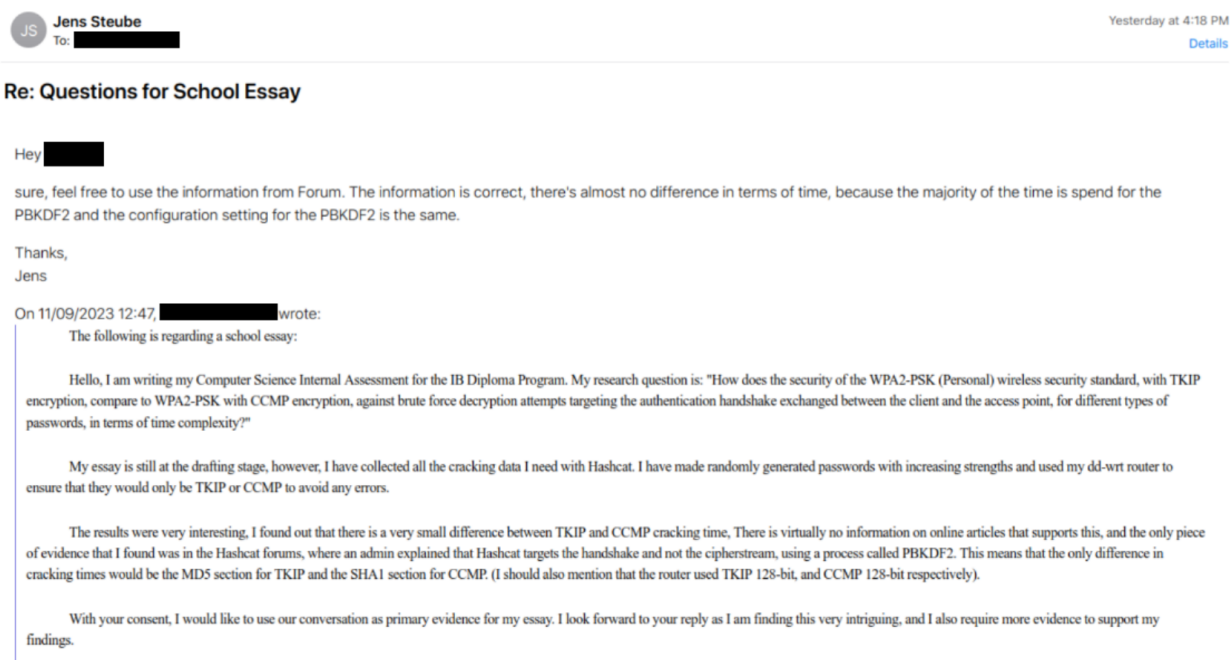 JS
Jens Steube
Yesterday at 4:18 PM
To:
Details
Re: Questions for School Essay
Hey
sure, feel free to use the information from Forum. The information is correct, there's almost no difference in terms of time, because the majority of the time is spend for the
PBKDF2 and the configuration setting for the PBKDF2 is the same.
Thanks,
Jens
On 11/09/2023 12:47, wrote:
The following is regarding a school essay:
Hello, I am writing my Computer Science Internal Assessment for the IB Diploma Program. My research question is: "How does the security of the WPA2-PSK (Personal) wireless security standard, with TKIP
encryption, compare to WPA2-PSK with CCMP encryption, against brute force decryption attempts targeting the authentication handshake exchanged between the client and the access point, for different types of
passwords, in terms of time complexity?"
My essay is still at the drafting stage, however, I have collected all the cracking data I need with Hashcat. I have made randomly generated passwords with increasing strengths and used my dd-wrt router to
ensure that they would only be TKIP or CCMP to avoid any errors.
The results were very interesting, I found out that there is a very small difference between TKIP and CCMP cracking time, There is virtually no information on online articles that supports this, and the only piece
of evidence that I found was in the Hashcat forums, where an admin explained that Hashcat targets the handshake and not the cipherstream, using a process called PBKDF2. This means that the only difference in
cracking times would be the MD5 section for TKIP and the SHA1 section for CCMP. (I should also mention that the router used TKIP 128-bit, and CCMP 128-bit respectively).
With your consent, I would like to use our conversation as primary evidence for my essay. I look forward to your reply as I am finding this very intriguing, and I also require more evidence to support my
findings.